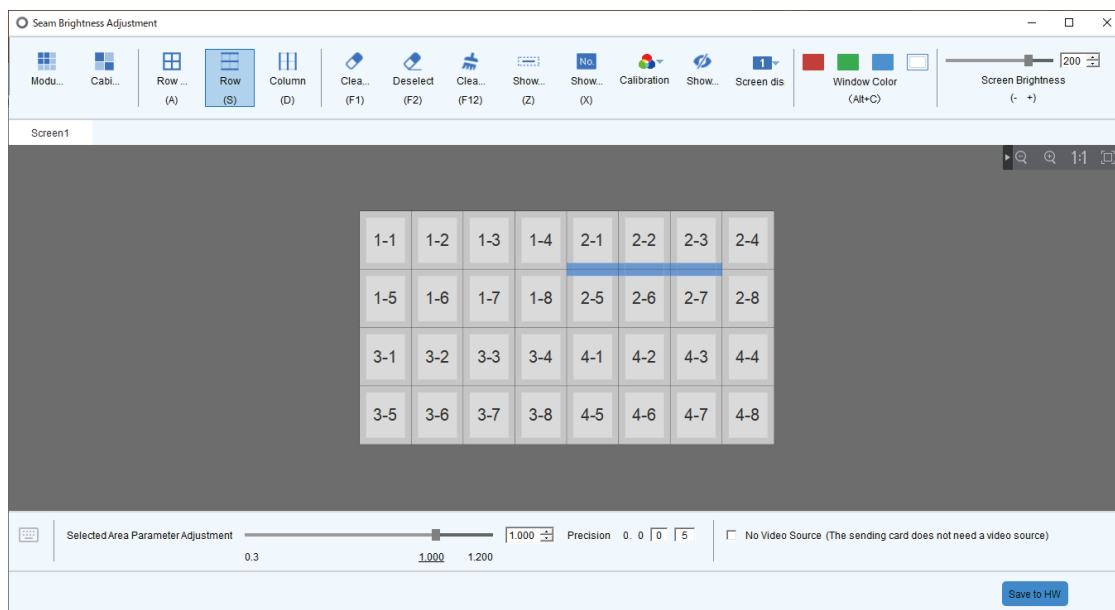 Seam Brightness Adjustment
Modu... Cabi... Row ... Row Column Clea... Deselect Clea... Show... No. Show... Calibration Show... 1 Screen dis Window Color 200 Screen Brightness
(A) (S) (D) (F1) (F2) (F12) (Z) (X) (Alt+C) (- +)
Screen1
1:1
1-1 1-2 1-3 1-4 2-1 2-2 2-3 2-4
1-5 1-6 1-7 1-8 2-5 2-6 2-7 2-8
3-1 3-2 3-3 3-4 4-1 4-2 4-3 4-4
3-5 3-6 3-7 3-8 4-5 4-6 4-7 4-8
Selected Area Parameter Adjustment 1.000 Precision 0. 0 0 5 No Video Source (The sending card does not need a video source)
0.3 1.000 1.200
Save to HW